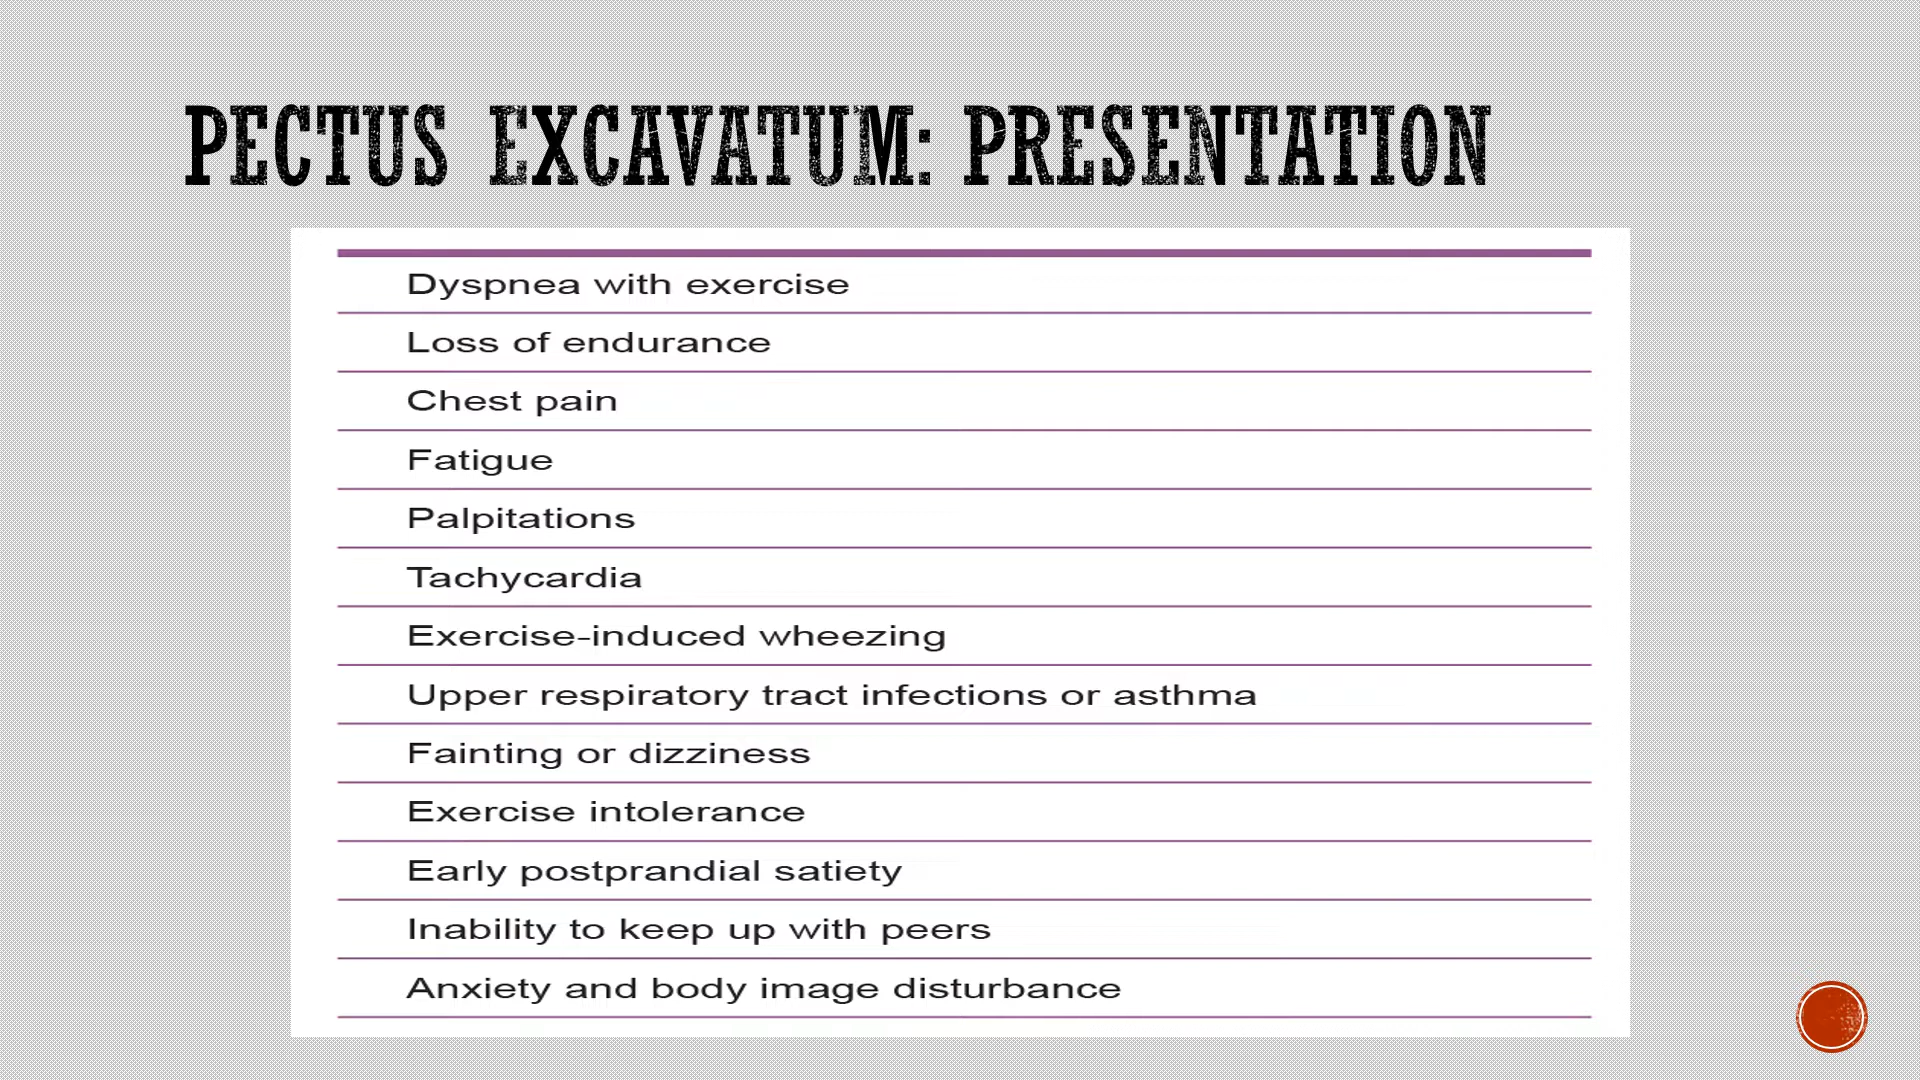 PECTUS EXCAVATUM: PRESENTATION
Dyspnea with exercise
Loss of endurance
Chest pain
Fatigue
Palpitations
Tachycardia
Exercise-induced wheezing
Upper respiratory tract infections or asthma
Fainting or dizziness
Exercise intolerance
Early postprandial satiety
Inability to keep up with peers
Anxiety and body image disturbance